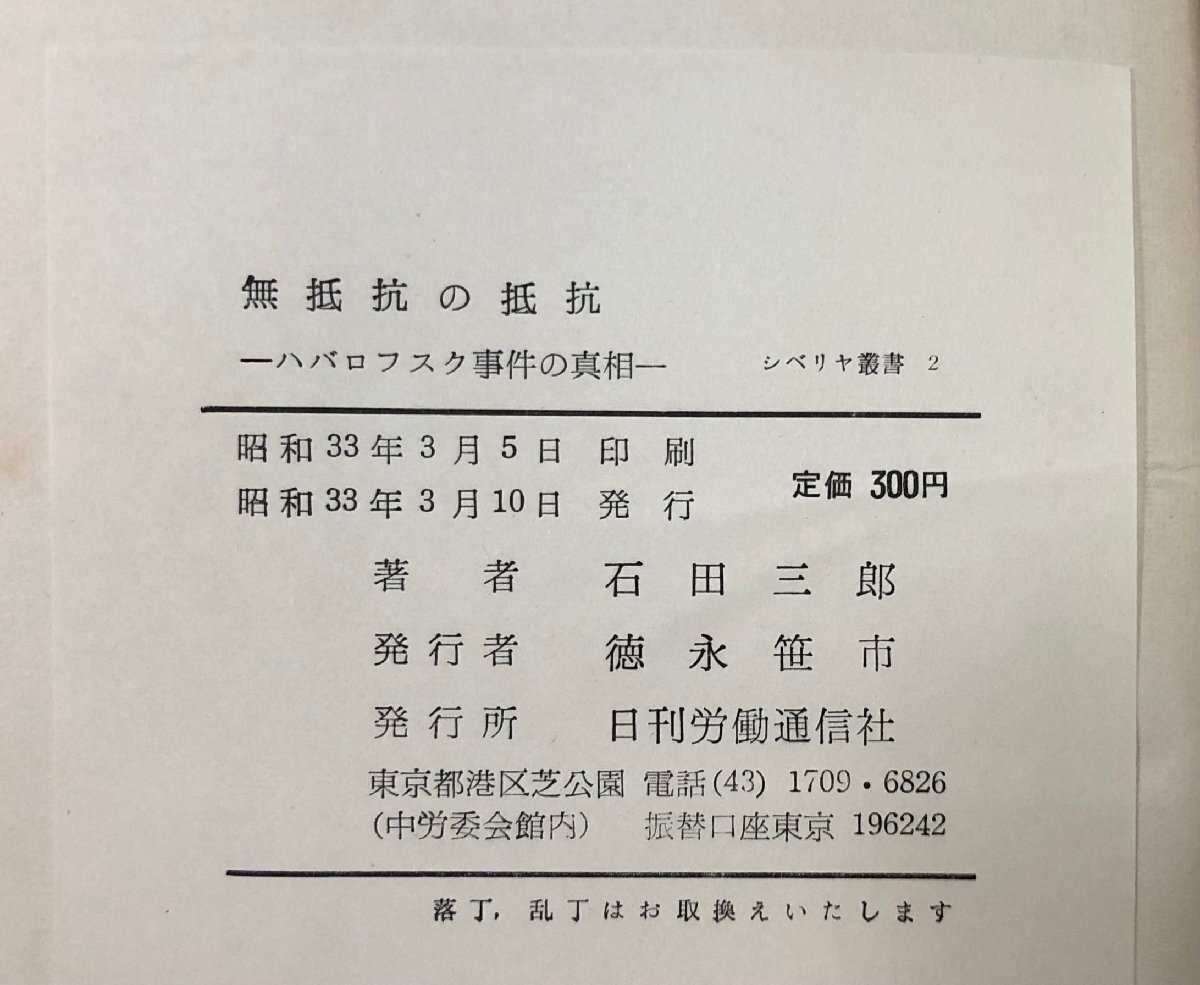 無抵抗の抵抗
―ハバロフスク事件の真相― シベリヤ叢書 2
昭和33年3月5日 印刷
昭和33年3月10日 発行 定価 300円
著者 石田三郎
発行者 徳永笹市
発行所 日刊労働通信社
東京都港区芝公園 電話(43) 1709・6826
(中労委会館内) 振替口座東京 196242
落丁,乱丁はお取換えいたします